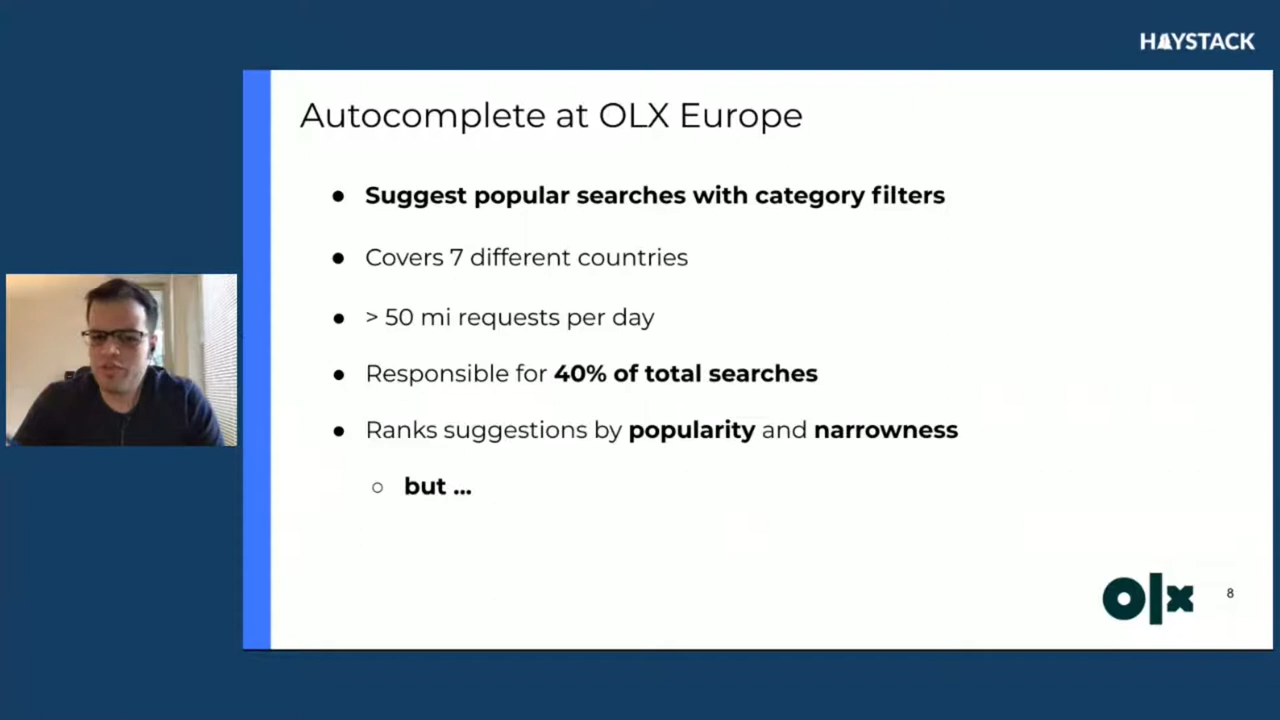 HAYSTACK
Autocomplete at OLX Europe
● Suggest popular searches with category filters
● Covers 7 different countries
● > 50 mi requests per day
● Responsible for 40% of total searches
● Ranks suggestions by popularity and narrowness
○ but ...
olx
8